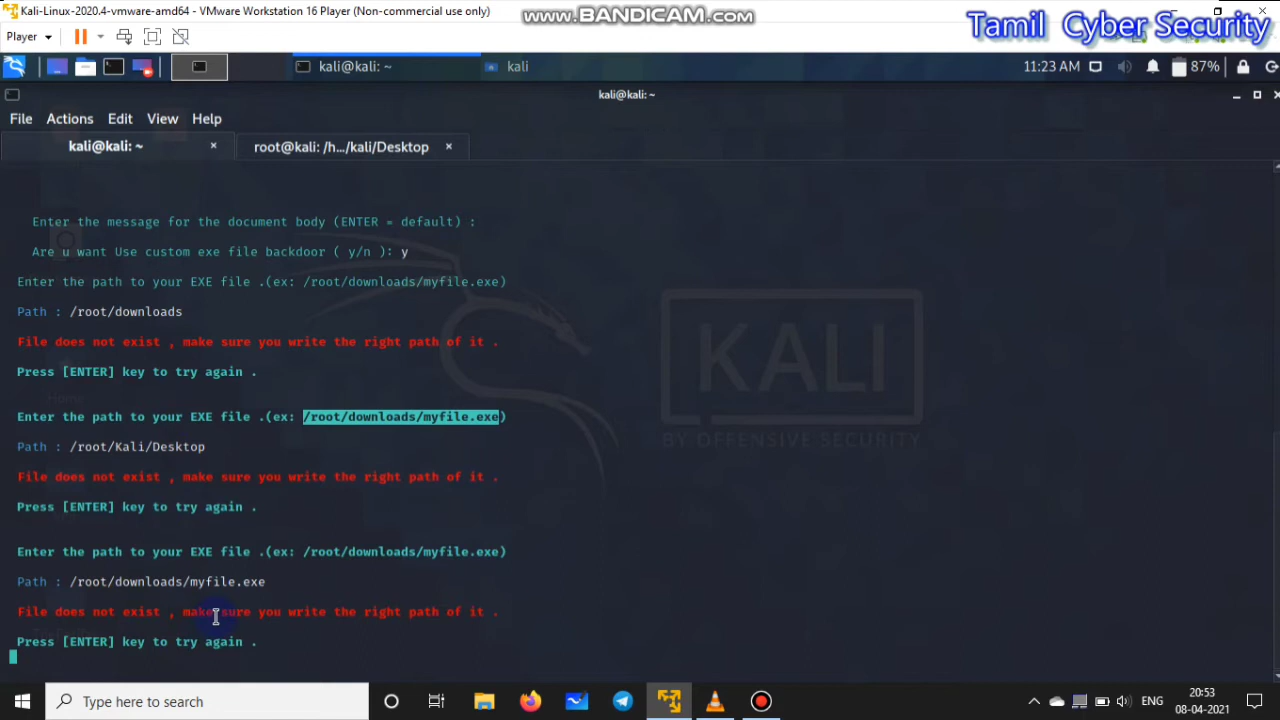 Kali-Linux-2020.4-vmware-amd64 - VMware Workstation 16 Player (Non-commercial use only)
www.BANDICAM.com
Player
Tamil Cyber Security
kali@kali: ~
kali
11:23 AM
87%
kali@kali: ~
File Actions Edit View Help
kali@kali: ~ ×
root@kali: /h.../kali/Desktop ×
Enter the message for the document body (ENTER = default) :
Are u want Use custom exe file backdoor ( y/n ): y
Enter the path to your EXE file .(ex: /root/downloads/myfile.exe)
Path : /root/downloads
File does not exist , make sure you write the right path of it .
Press [ENTER] key to try again .
Enter the path to your EXE file .(ex: /root/downloads/myfile.exe)
Path : /root/Kali/Desktop
File does not exist , make sure you write the right path of it .
Press [ENTER] key to try again .
Enter the path to your EXE file .(ex: /root/downloads/myfile.exe)
Path : /root/downloads/myfile.exe
File does not exist , make sure you write the right path of it .
Press [ENTER] key to try again .
KALI
BY OFFENSIVE SECURITY
Home
Type here to search
ENG
20:53
08-04-2021